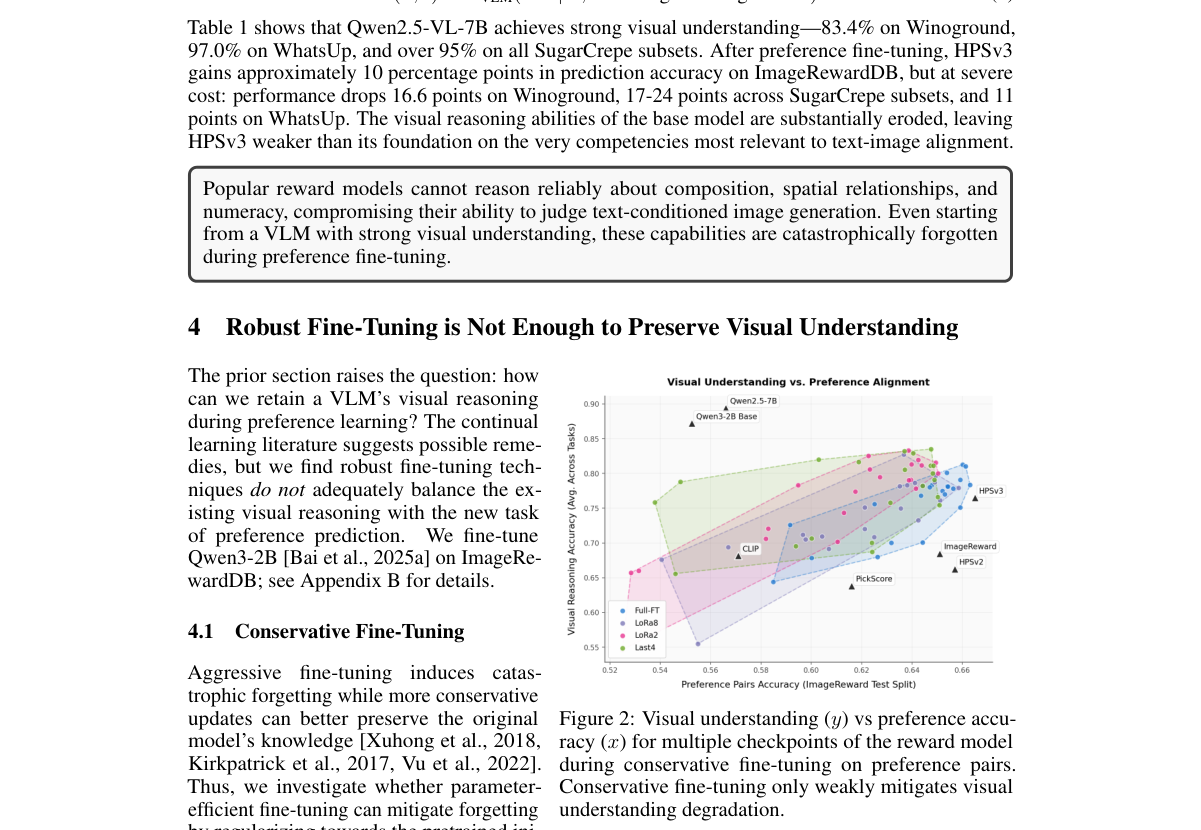 Table 1 shows that Qwen2.5-VL-7B achieves strong visual understanding—83.4% on Winoground,
97.0% on WhatsUp, and over 95% on all SugarCrepe subsets. After preference fine-tuning, HPSv3
gains approximately 10 percentage points in prediction accuracy on ImageRewardDB, but at severe
cost: performance drops 16.6 points on Winoground, 17-24 points across SugarCrepe subsets, and 11
points on WhatsUp. The visual reasoning abilities of the base model are substantially eroded, leaving
HPSv3 weaker than its foundation on the very competencies most relevant to text-image alignment.
Popular reward models cannot reason reliably about composition, spatial relationships, and
numeracy, compromising their ability to judge text-conditioned image generation. Even starting
from a VLM with strong visual understanding, these capabilities are catastrophically forgotten
during preference fine-tuning.
4 Robust Fine-Tuning is Not Enough to Preserve Visual Understanding
The prior section raises the question: how
can we retain a VLM's visual reasoning
during preference learning? The continual
learning literature suggests possible reme-
dies, but we find robust fine-tuning tech-
niques do not adequately balance the ex-
isting visual reasoning with the new task
of preference prediction. We fine-tune
Qwen3-2B [Bai et al., 2025a] on ImageRe-
wardDB; see Appendix B for details.
4.1 Conservative Fine-Tuning
Aggressive fine-tuning induces catas-
trophic forgetting while more conservative
updates can better preserve the original
model's knowledge [Xuhong et al., 2018,
Kirkpatrick et al., 2017, Vu et al., 2022].
Thus, we investigate whether parameter-
efficient fine-tuning can mitigate forgetting
Visual Understanding vs. Preference Alignment
Visual Reasoning Accuracy (Avg. Across Tasks)
0.90
0.85
0.80
0.75
0.70
0.65
0.60
0.55
Qwen2.5-7B
Qwen3-2B Base
HPSv3
CLIP
ImageReward
HPSv2
PickScore
Full-FT
LoRa8
LoRa2
Last4
0.52 0.54 0.56 0.58 0.60 0.62 0.64 0.66
Preference Pairs Accuracy (ImageReward Test Split)
Figure 2: Visual understanding (y) vs preference accu-
racy (x) for multiple checkpoints of the reward model
during conservative fine-tuning on preference pairs.
Conservative fine-tuning only weakly mitigates visual
understanding degradation.